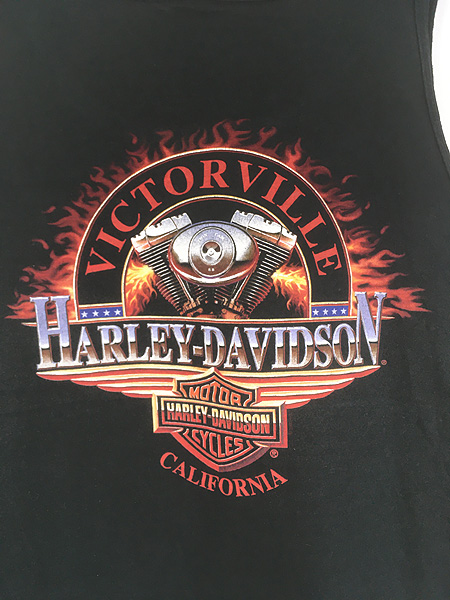 VICTORVILLE
HARLEY-DAVIDSON®
MOTOR
HARLEY-DAVIDSON
CYCLES ®
CALIFORNIA